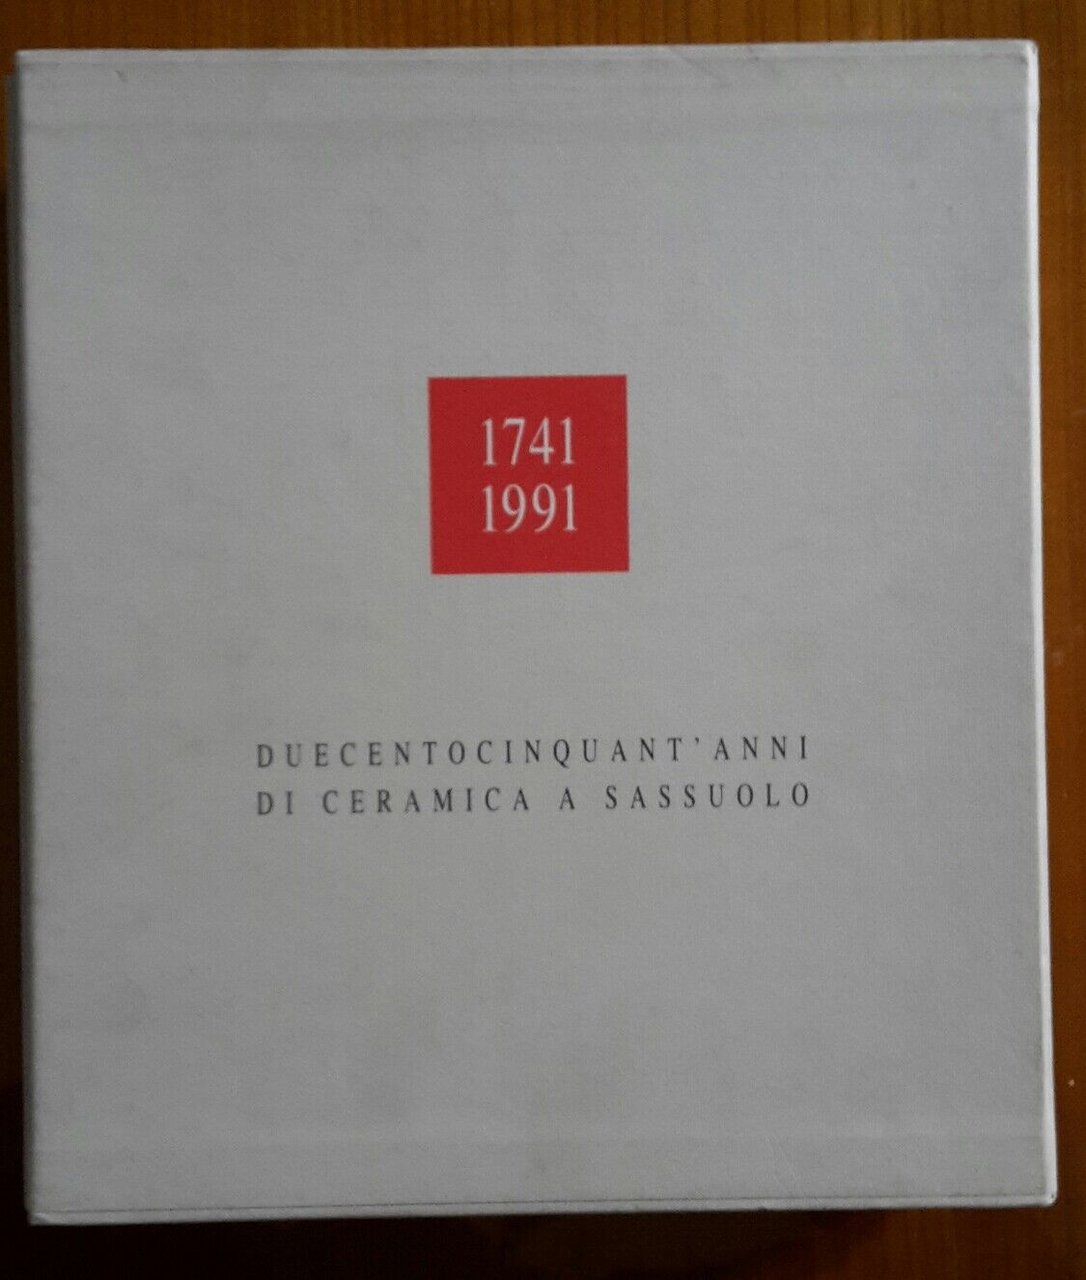 1741
1991
DUECENTOCINQUANT'ANNI
DI CERAMICA A SASSUOLO